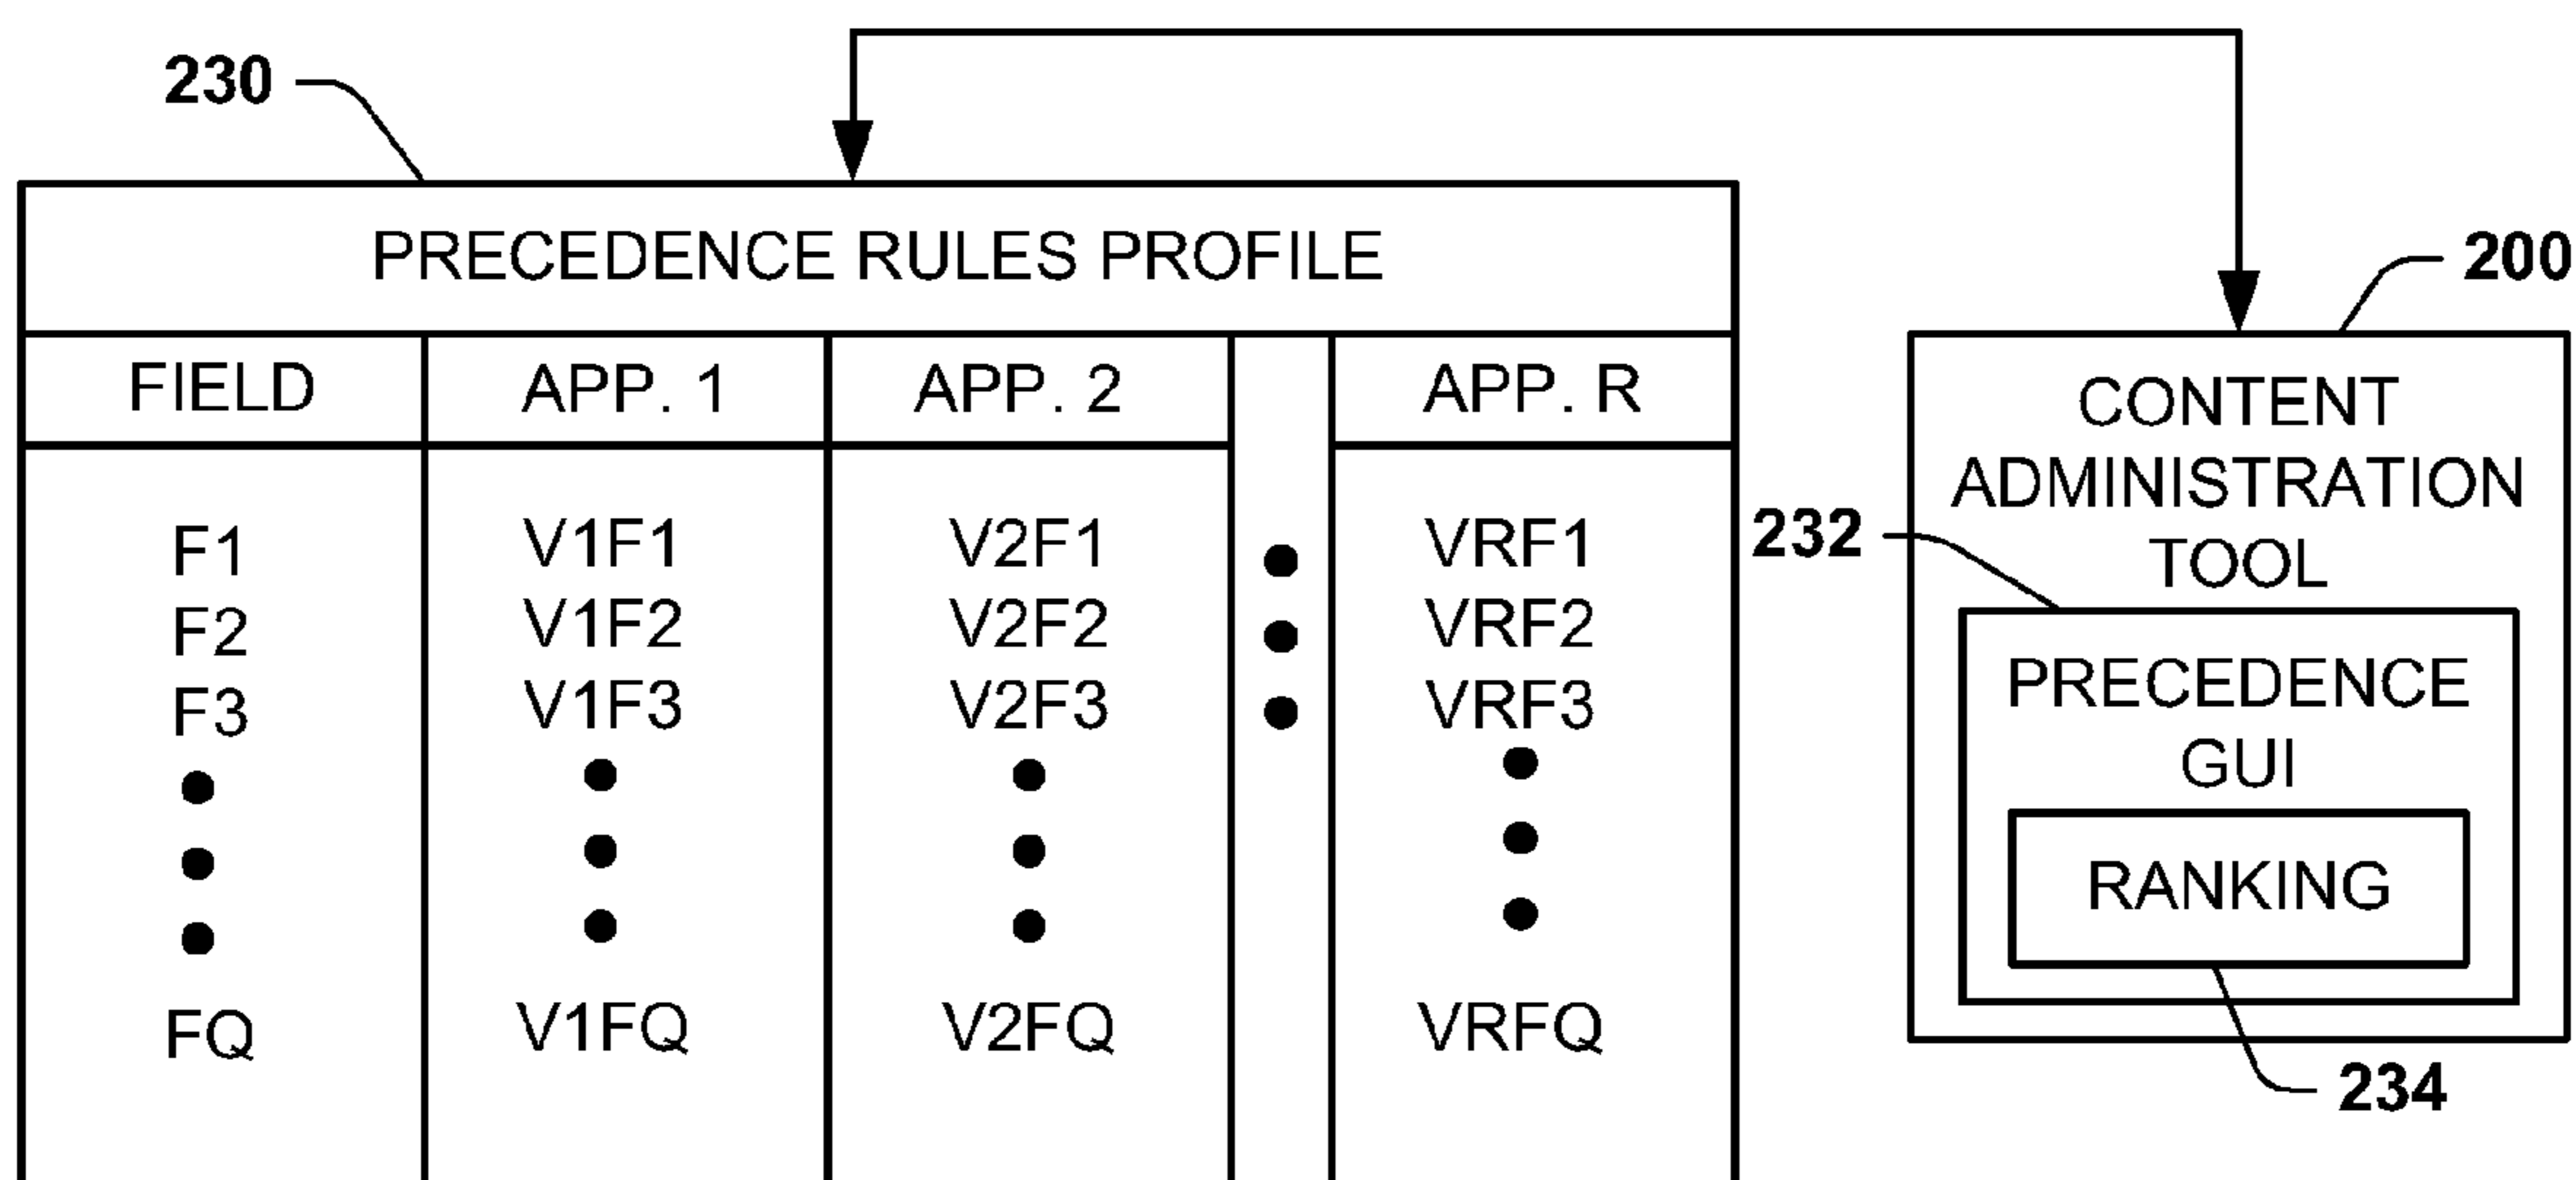 230
PRECEDENCE RULES PROFILE
FIELD APP. 1 APP. 2 APP. R
F1 V1F1 V2F1 VRF1
F2 V1F2 V2F2 VRF2
F3 V1F3 V2F3 VRF3
FQ V1FQ V2FQ VRFQ
200
CONTENT
ADMINISTRATION
TOOL
232
PRECEDENCE
GUI
RANKING
234